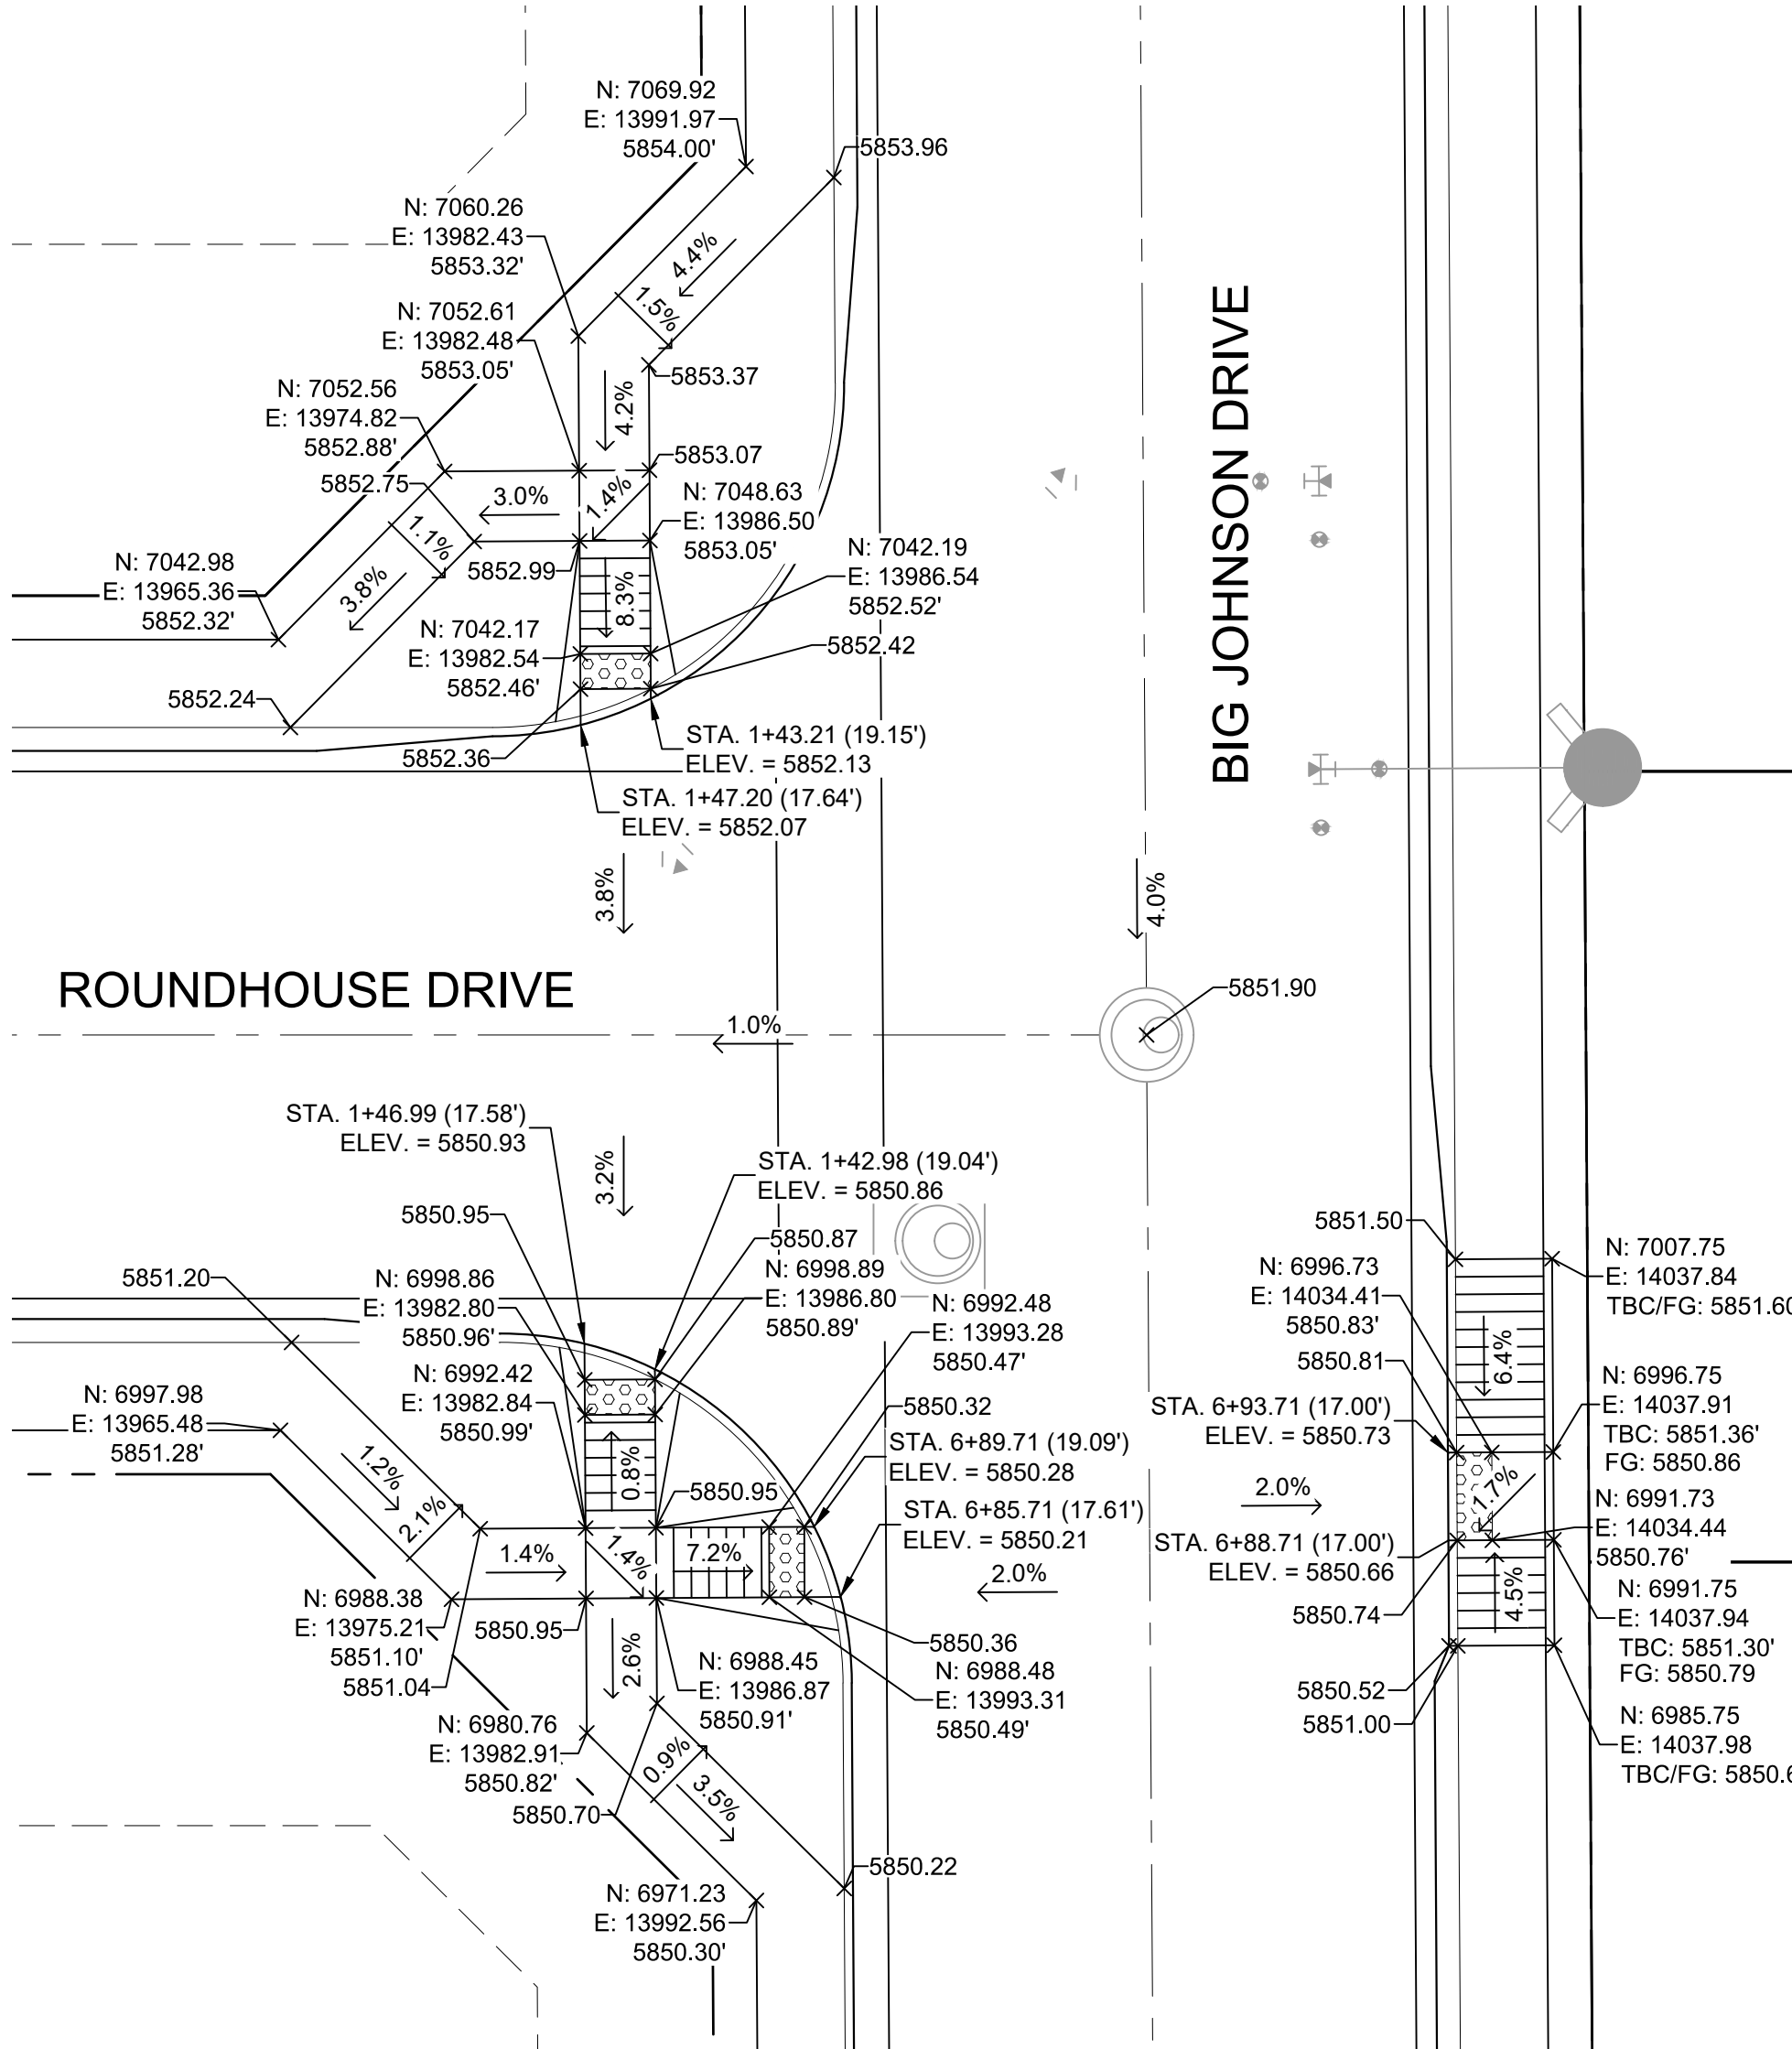 N: 7069.92
E: 13991.97
5854.00'
5853.96
N: 7060.26
E: 13982.43
5853.32'
4.4%
1.5%
N: 7052.61
E: 13982.48
5853.05'
5853.37
N: 7052.56
E: 13974.82
5852.88'
4.2%
5853.07
5852.75
3.0%
1.4%
N: 7048.63
E: 13986.50
5853.05'
1.1%
N: 7042.98
E: 13965.36
5852.32'
3.8%
5852.99
8.3%
N: 7042.19
E: 13986.54
5852.52'
N: 7042.17
E: 13982.54
5852.46'
5852.42
5852.24
5852.36
STA. 1+43.21 (19.15')
ELEV. = 5852.13
STA. 1+47.20 (17.64')
ELEV. = 5852.07
BIG JOHNSON DRIVE
3.8%
4.0%
ROUNDHOUSE DRIVE
5851.90
1.0%
STA. 1+46.99 (17.58')
ELEV. = 5850.93
3.2%
STA. 1+42.98 (19.04')
ELEV. = 5850.86
5850.95
5850.87
5851.20
N: 6998.86
E: 13982.80
5850.96'
N: 6998.89
E: 13986.80
5850.89'
N: 6992.48
E: 13993.28
5850.47'
N: 6992.42
E: 13982.84
5850.99'
N: 6997.98
E: 13965.48
5851.28'
5850.32
STA. 6+89.71 (19.09')
ELEV. = 5850.28
1.2%
2.1%
0.8%
5850.95
STA. 6+85.71 (17.61')
ELEV. = 5850.21
1.4%
1.4%
7.2%
2.0%
N: 6988.38
E: 13975.21
5851.10'
5851.04
5850.95
2.6%
5850.36
N: 6988.45
E: 13986.87
5850.91'
N: 6988.48
E: 13993.31
5850.49'
N: 6980.76
E: 13982.91
5850.82'
5850.70
0.9%
3.5%
5850.22
N: 6971.23
E: 13992.56
5850.30'
5851.50
N: 7007.75
E: 14037.84
TBC/FG: 5851.60
N: 6996.73
E: 14034.41
5850.83'
6.4%
5850.81
N: 6996.75
E: 14037.91
TBC: 5851.36'
FG: 5850.86
STA. 6+93.71 (17.00')
ELEV. = 5850.73
2.0%
1.7%
N: 6991.73
E: 14034.44
5850.76'
STA. 6+88.71 (17.00')
ELEV. = 5850.66
4.5%
N: 6991.75
E: 14037.94
TBC: 5851.30'
FG: 5850.79
5850.74
5850.52
5851.00
N: 6985.75
E: 14037.98
TBC/FG: 5850.6